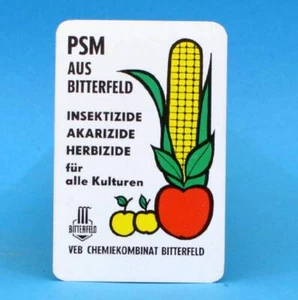 PSM
AUS
BITTERFELD
INSEKTIZIDE
AKARIZIDE
HERBIZIDE
für
alle Kulturen
BITTERFELD
VEB CHEMIEKOMBINAT BITTERFELD